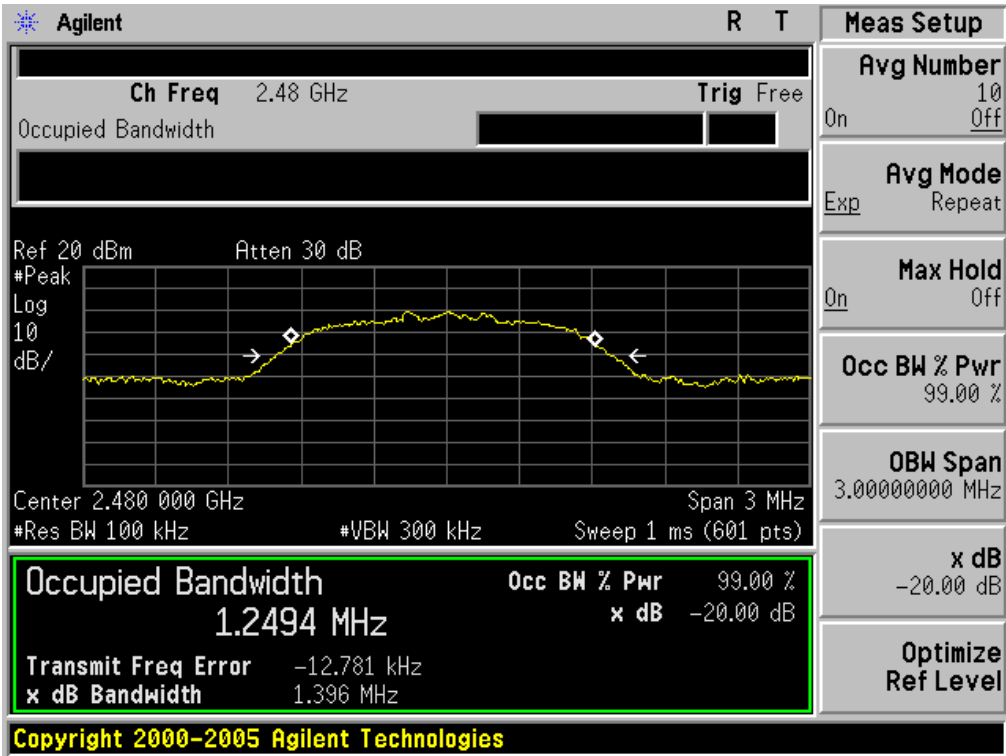 Agilent R T
Ch Freq 2.48 GHz Trig Free
Occupied Bandwidth
Ref 20 dBm Atten 30 dB
#Peak
Log
10
dB/
Center 2.480 000 GHz Span 3 MHz
#Res BW 100 kHz #VBW 300 kHz Sweep 1 ms (601 pts)
Occupied Bandwidth Occ BW % Pwr 99.00 %
1.2494 MHz x dB -20.00 dB
Transmit Freq Error -12.781 kHz
x dB Bandwidth 1.396 MHz
Copyright 2000-2005 Agilent Technologies
Meas Setup
Avg Number
10
On Off
Avg Mode
Exp Repeat
Max Hold
On Off
Occ BW % Pwr
99.00 %
OBW Span
3.00000000 MHz
x dB
-20.00 dB
Optimize
Ref Level